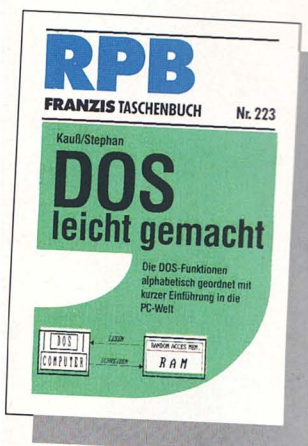 RPB
FRANZIS TASCHENBUCH Nr. 223
Kauß/Stephan
DOS
leicht gemacht
Die DOS-Funktionen
alphabetisch geordnet mit
kurzer Einführung in die
PC-Welt
DOS
COMPUTER
LESEN
SCHREIBEN
RANDOM ACCES MEM.
RAM